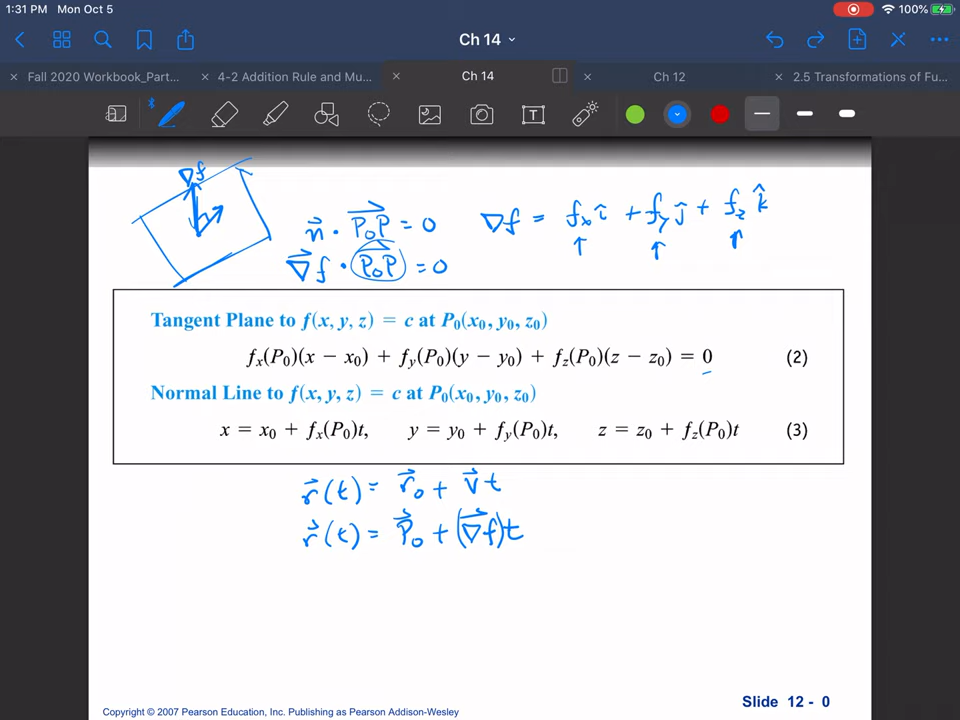 1:31 PM Mon Oct 5
100%
Ch 14
Fall 2020 Workbook_Part...
4-2 Addition Rule and Mu...
Ch 14
Ch 12
2.5 Transformations of Fu...
∇f
n⃗ · P₀P⃗ = 0
∇f = fₓ î + f_y ĵ + f_z k̂
∇⃗f · (P₀P⃗) = 0
Tangent Plane to f(x, y, z) = c at P₀(x₀, y₀, z₀)
fₓ(P₀)(x − x₀) + f_y(P₀)(y − y₀) + f_z(P₀)(z − z₀) = 0 (2)
Normal Line to f(x, y, z) = c at P₀(x₀, y₀, z₀)
x = x₀ + fₓ(P₀)t, y = y₀ + f_y(P₀)t, z = z₀ + f_z(P₀)t (3)
r⃗(t) = r⃗₀ + v⃗ t
r⃗(t) = P⃗₀ + (∇⃗f)t
Slide 12 - 0
Copyright © 2007 Pearson Education, Inc. Publishing as Pearson Addison-Wesley